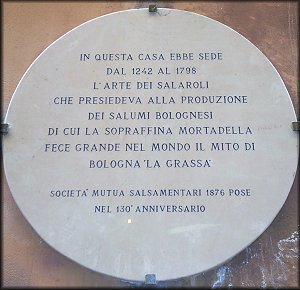 IN QUESTA CASA EBBE SEDE
DAL 1242 AL 1798
L'ARTE DEI SALAROLI
CHE PRESIEDEVA ALLA PRODUZIONE
DEI SALUMI BOLOGNESI
DI CUI LA SOPRAFFINA MORTADELLA
FECE GRANDE NEL MONDO IL MITO DI
BOLOGNA "LA GRASSA"
SOCIETA' MUTUA SALSAMENTARI 1876 POSE
NEL 130° ANNIVERSARIO